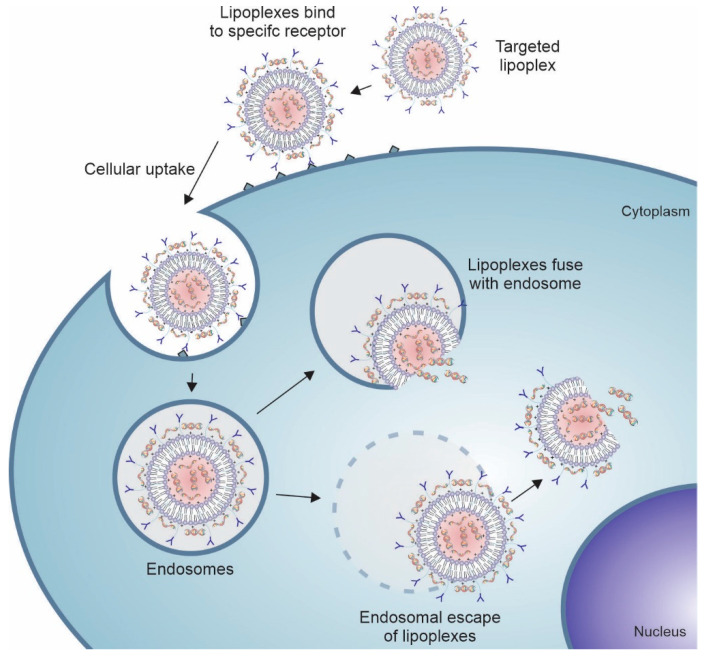 Lipoplexes bind
to specifc receptor
Targeted
lipoplex
Cellular uptake
Cytoplasm
Lipoplexes fuse
with endosome
Endosomes
Endosomal escape
of lipoplexes
Nucleus